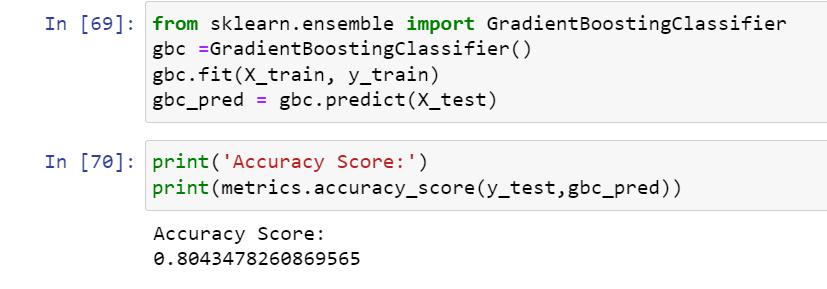 In [69]: from sklearn.ensemble import GradientBoostingClassifier
gbc =GradientBoostingClassifier()
gbc.fit(X_train, y_train)
gbc_pred = gbc.predict(X_test)
In [70]: print('Accuracy Score:')
print(metrics.accuracy_score(y_test,gbc_pred))
Accuracy Score:
0.8043478260869565